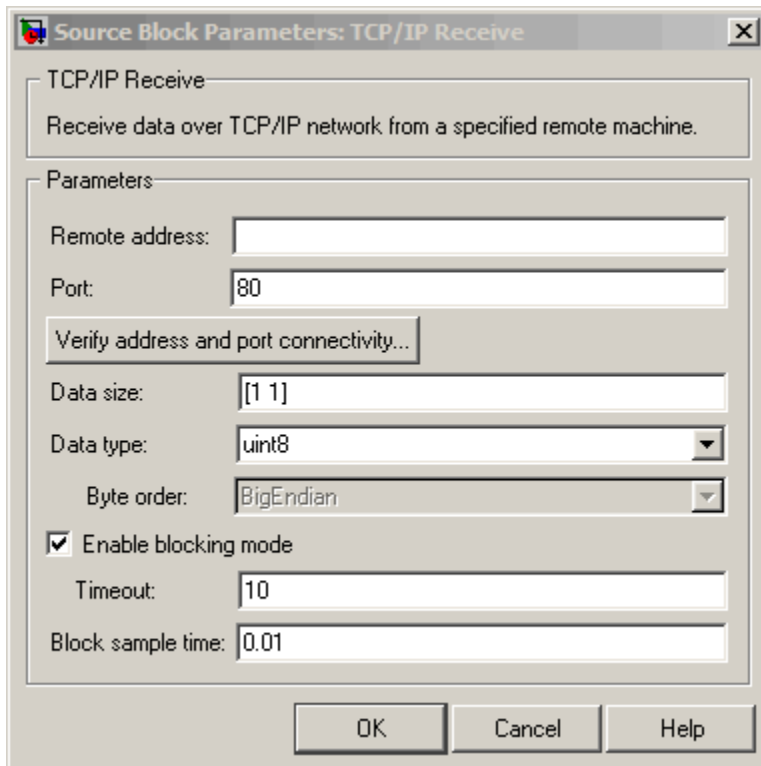 Source Block Parameters: TCP/IP Receive
TCP/IP Receive
Receive data over TCP/IP network from a specified remote machine.
Parameters
Remote address:
Port: 80
Verify address and port connectivity...
Data size: [1 1]
Data type: uint8
Byte order: BigEndian
Enable blocking mode
Timeout: 10
Block sample time: 0.01
OK Cancel Help